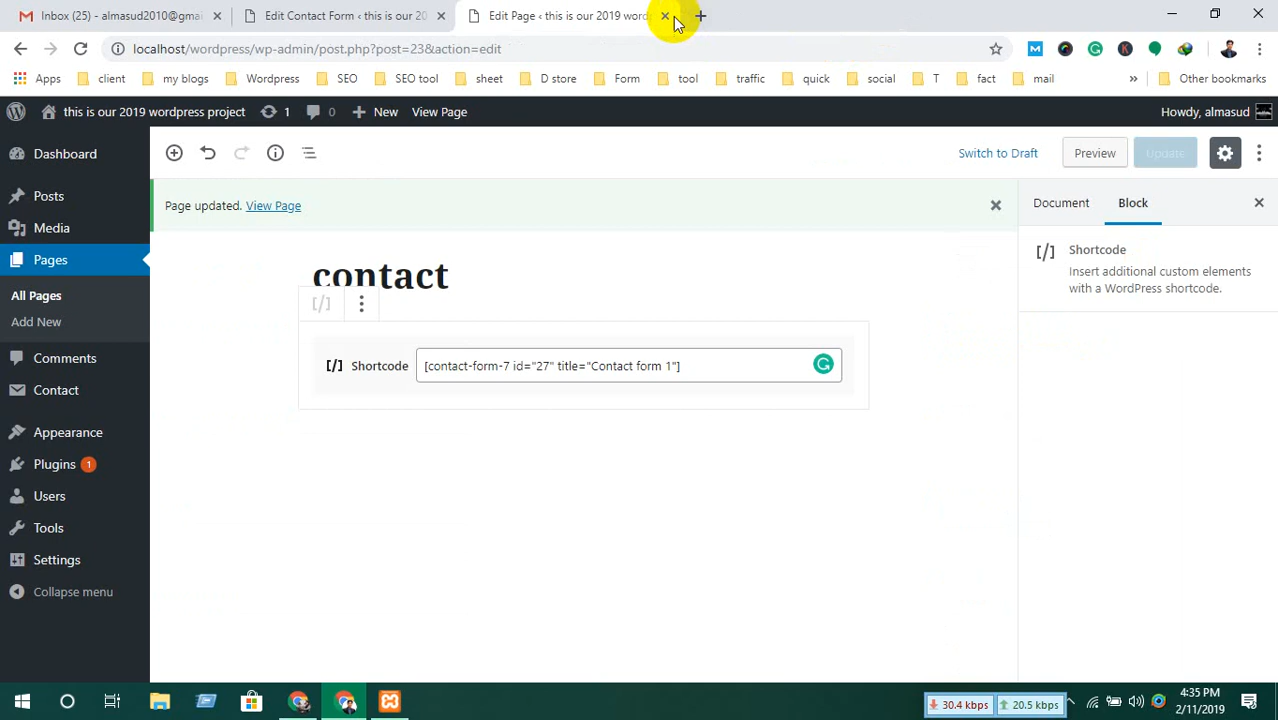 Inbox (25) - almasud2010@gmai
Edit Contact Form ‹ this is our 20
Edit Page ‹ this is our 2019 wordp
localhost/wordpress/wp-admin/post.php?post=23&action=edit
Apps client my blogs Wordpress SEO SEO tool sheet D store Form tool traffic quick social T fact mail » Other bookmarks
this is our 2019 wordpress project 1 0 New View Page Howdy, almasud
Dashboard
Posts
Media
Pages
All Pages
Add New
Comments
Contact
Appearance
Plugins 1
Users
Tools
Settings
Collapse menu
Switch to Draft Preview Update
Page updated. View Page
contact
[/]
[/] Shortcode [contact-form-7 id="27" title="Contact form 1"]
Document Block
[/] Shortcode
Insert additional custom elements
with a WordPress shortcode.
30.4 kbps 20.5 kbps
4:35 PM
2/11/2019